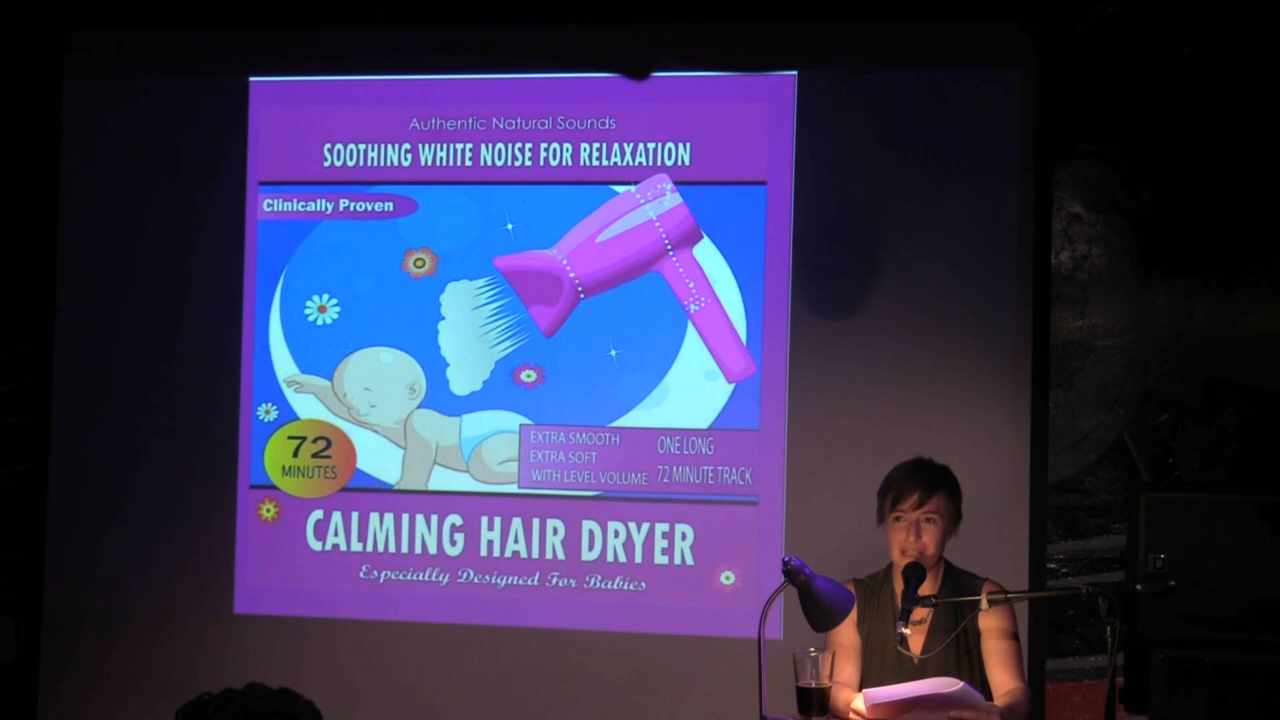 Authentic Natural Sounds
SOOTHING WHITE NOISE FOR RELAXATION
Clinically Proven
72
MINUTES
EXTRA SMOOTH
EXTRA SOFT
WITH LEVEL VOLUME
ONE LONG
72 MINUTE TRACK
CALMING HAIR DRYER
Especially Designed For Babies